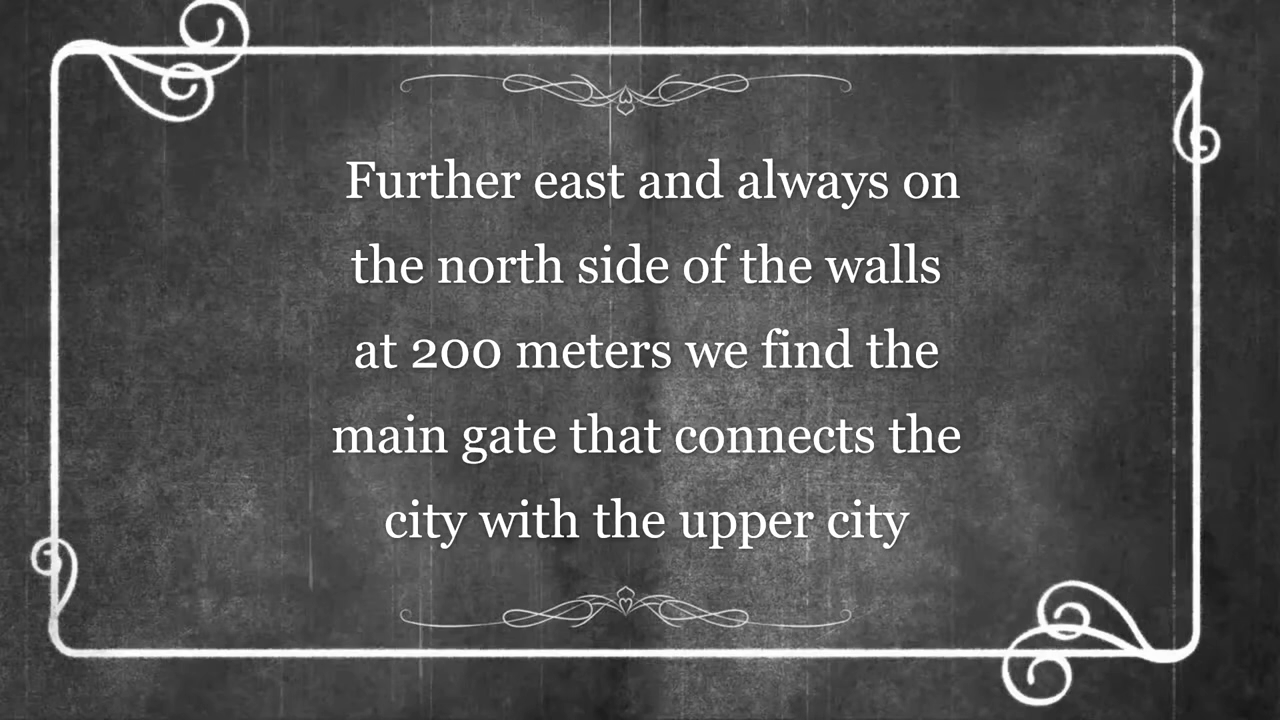 Further east and always on
the north side of the walls
at 200 meters we find the
main gate that connects the
city with the upper city